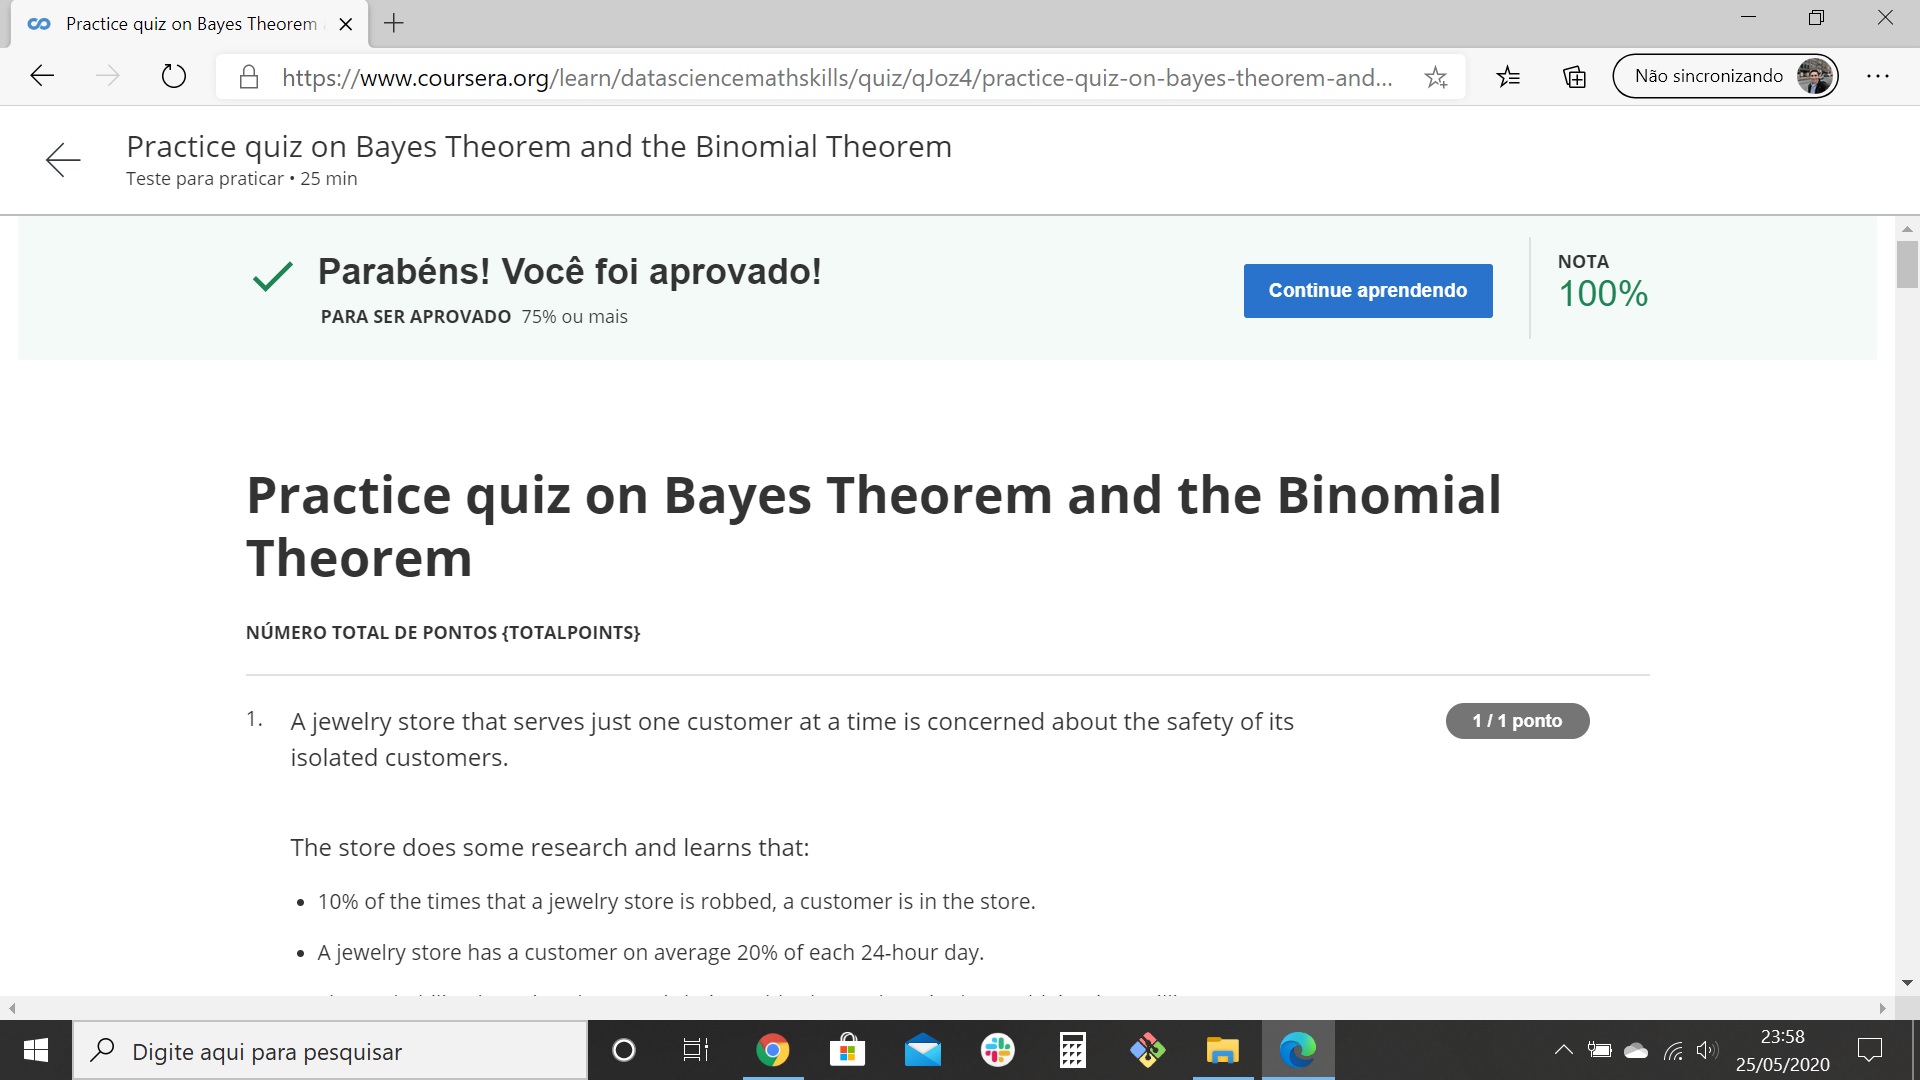 Practice quiz on Bayes Theorem
https://www.coursera.org/learn/datasciencemathskills/quiz/qJoz4/practice-quiz-on-bayes-theorem-and...
Não sincronizando
Practice quiz on Bayes Theorem and the Binomial Theorem
Teste para praticar • 25 min
Parabéns! Você foi aprovado!
PARA SER APROVADO 75% ou mais
Continue aprendendo
NOTA
100%
Practice quiz on Bayes Theorem and the Binomial
Theorem
NÚMERO TOTAL DE PONTOS {TOTALPOINTS}
1. A jewelry store that serves just one customer at a time is concerned about the safety of its
isolated customers.
1 / 1 ponto
The store does some research and learns that:
• 10% of the times that a jewelry store is robbed, a customer is in the store.
• A jewelry store has a customer on average 20% of each 24-hour day.
Digite aqui para pesquisar
23:58
25/05/2020